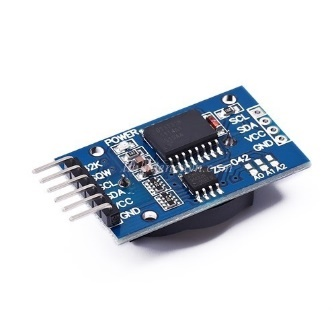 POWER
32K
SQW
SCL
SDA
VCC
GND
SCL
SDA
VCC
GND
ZS-042
A0 A1 A2